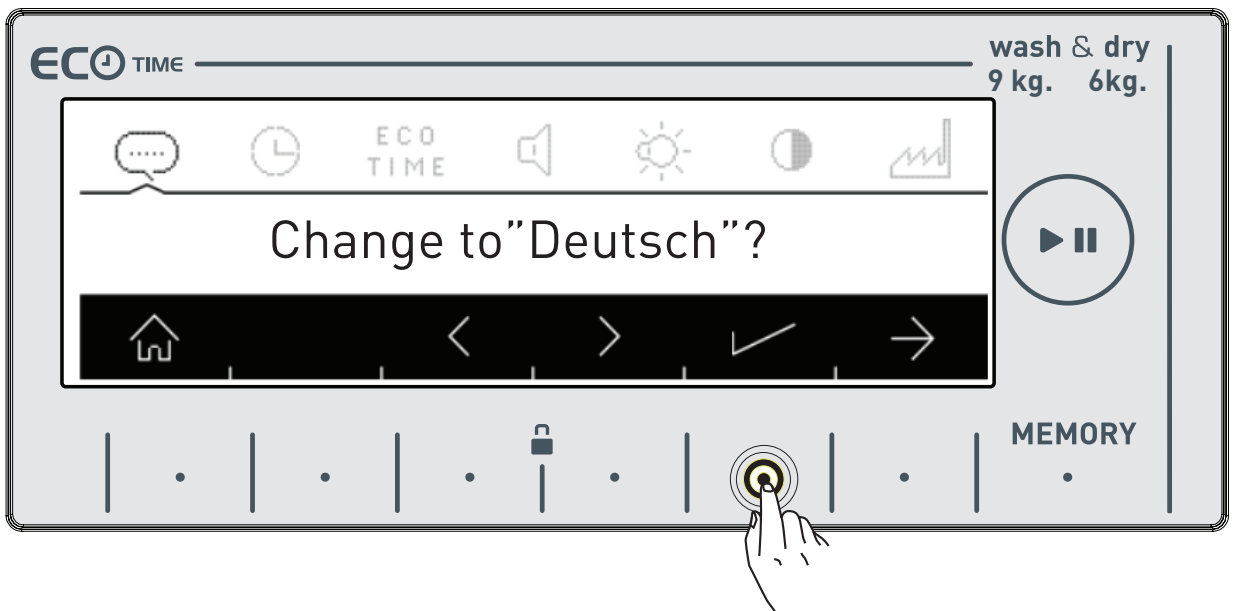 ECO TIME
wash & dry
9 kg. 6kg.
ECO
TIME
Change to”Deutsch”?
MEMORY